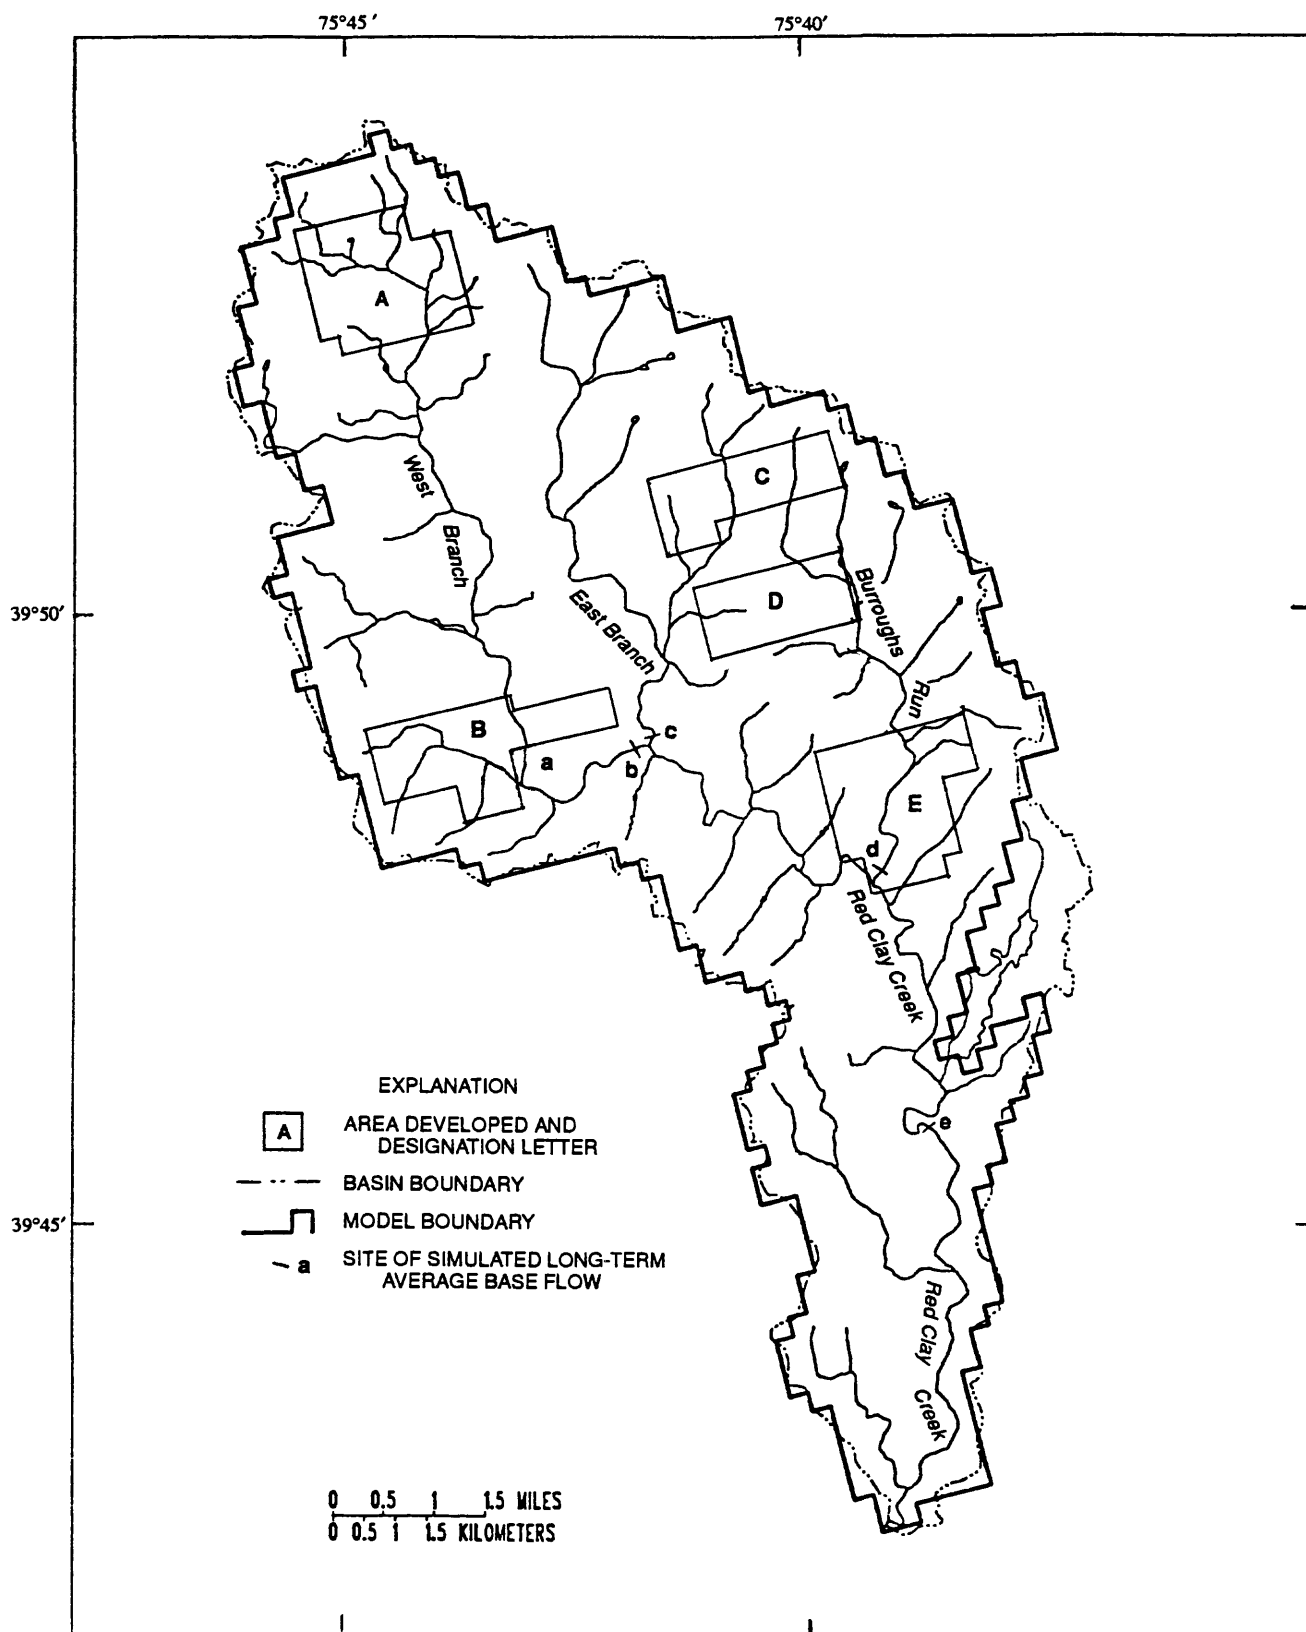 75°45′
75°40′
A
West
C
Branch
39°50′
East Branch
D
Burroughs
Run
B
c
a
b
E
d
Red Clay Creek
EXPLANATION
A AREA DEVELOPED AND
DESIGNATION LETTER
e
BASIN BOUNDARY
39°45′
MODEL BOUNDARY
a SITE OF SIMULATED LONG-TERM
AVERAGE BASE FLOW
Red Clay
Creek
0 0.5 1 1.5 MILES
0 0.5 1 1.5 KILOMETERS